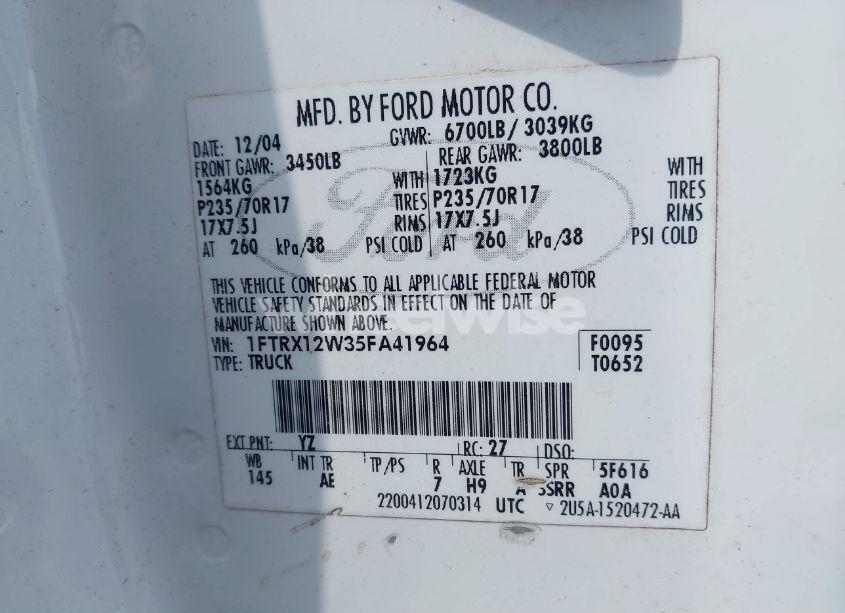 MFD. BY FORD MOTOR CO.
DATE: 12/04 GVWR: 6700LB/ 3039KG
FRONT GAWR: 3450LB REAR GAWR: 3800LB
1564KG WITH 1723KG WITH
P235/70R17 TIRES P235/70R17 TIRES
17X7.5J RIMS 17X7.5J RIMS
AT 260 kPa/38 PSI COLD AT 260 kPa/38 PSI COLD
Ford
THIS VEHICLE CONFORMS TO ALL APPLICABLE FEDERAL MOTOR
VEHICLE SAFETY STANDARDS IN EFFECT ON THE DATE OF
MANUFACTURE SHOWN ABOVE.
VIN: 1FTRX12W35FA41964 F0095
TYPE: TRUCK T0652
EXT PNT: YZ RC: 27 DSO:
WB INT TR TP/PS R AXLE TR SPR 5F616
145 AE 7 H9 A SSRR A0A
2200412070314 UTC ▿ 2U5A-1520472-AA